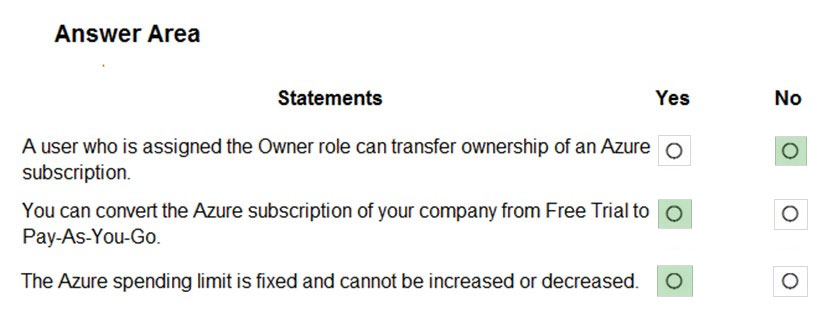 Answer Area
Statements Yes No
A user who is assigned the Owner role can transfer ownership of an Azure
subscription.
You can convert the Azure subscription of your company from Free Trial to
Pay-As-You-Go.
The Azure spending limit is fixed and cannot be increased or decreased.